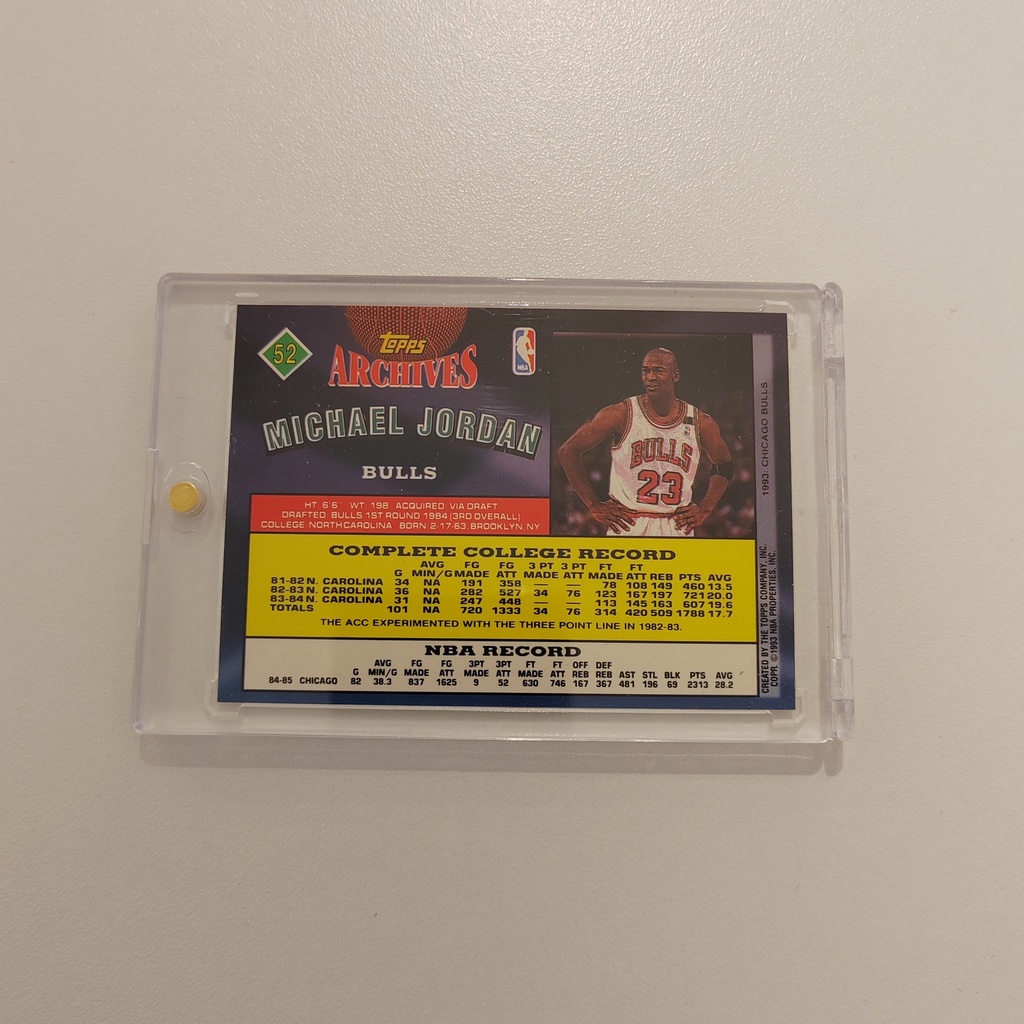 52
TOPPS
ARCHIVES
NBA
MICHAEL JORDAN
BULLS
BULLS
23
1993: CHICAGO BULLS
HT 6'6" WT 198 ACQUIRED VIA DRAFT
DRAFTED BULLS 1ST ROUND 1984 (3RD OVERALL)
COLLEGE NORTH CAROLINA BORN 2-17-63, BROOKLYN, NY
COMPLETE COLLEGE RECORD
AVG FG FG 3 PT 3 PT FT FT
G MIN/G MADE ATT MADE ATT MADE ATT REB PTS AVG
81-82 N. CAROLINA 34 NA 191 358 — — 78 108 149 460 13.5
82-83 N. CAROLINA 36 NA 282 527 34 76 123 167 197 721 20.0
83-84 N. CAROLINA 31 NA 247 448 — — 113 145 163 607 19.6
TOTALS 101 NA 720 1333 34 76 314 420 509 1788 17.7
THE ACC EXPERIMENTED WITH THE THREE POINT LINE IN 1982-83.
NBA RECORD
AVG FG FG 3PT 3PT FT FT OFF DEF
G MIN/G MADE ATT MADE ATT MADE ATT REB REB AST STL BLK PTS AVG
84-85 CHICAGO 82 38.3 837 1625 9 52 630 746 167 367 481 196 69 2313 28.2
CREATED BY THE TOPPS COMPANY, INC.
COPR. ©1993 NBA PROPERTIES, INC.